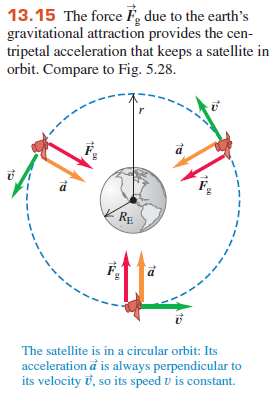 13.15 The force F⃗g due to the earth's
gravitational attraction provides the cen-
tripetal acceleration that keeps a satellite in
orbit. Compare to Fig. 5.28.
r
v⃗
F⃗g
a⃗
a⃗
F⃗g
v⃗
RE
F⃗g
a⃗
v⃗
The satellite is in a circular orbit: Its
acceleration a⃗ is always perpendicular to
its velocity v⃗, so its speed v is constant.